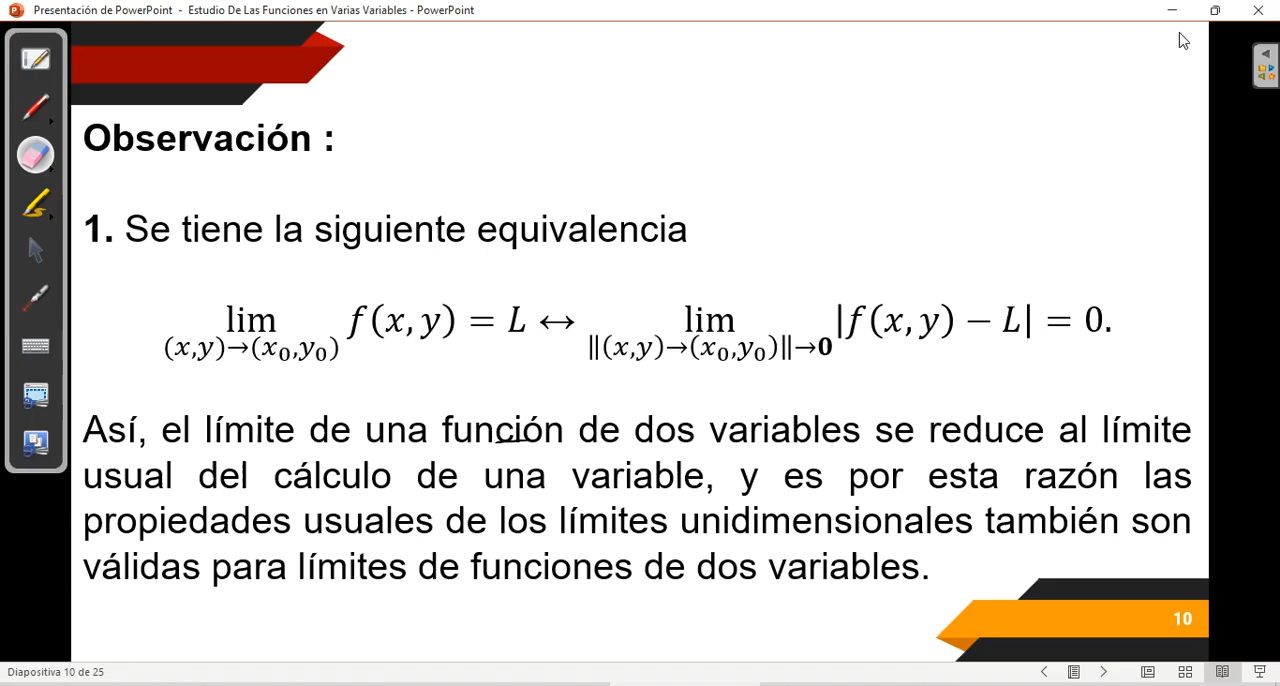 Presentación de PowerPoint - Estudio De Las Funciones en Varias Variables - PowerPoint
Observación :
1. Se tiene la siguiente equivalencia
lim (x,y)→(x₀,y₀) f(x, y) = L ↔ lim ‖(x,y)→(x₀,y₀)‖→0 |f(x, y) − L| = 0.
Así, el límite de una función de dos variables se reduce al límite
usual del cálculo de una variable, y es por esta razón las
propiedades usuales de los límites unidimensionales también son
válidas para límites de funciones de dos variables.
10
Diapositiva 10 de 25